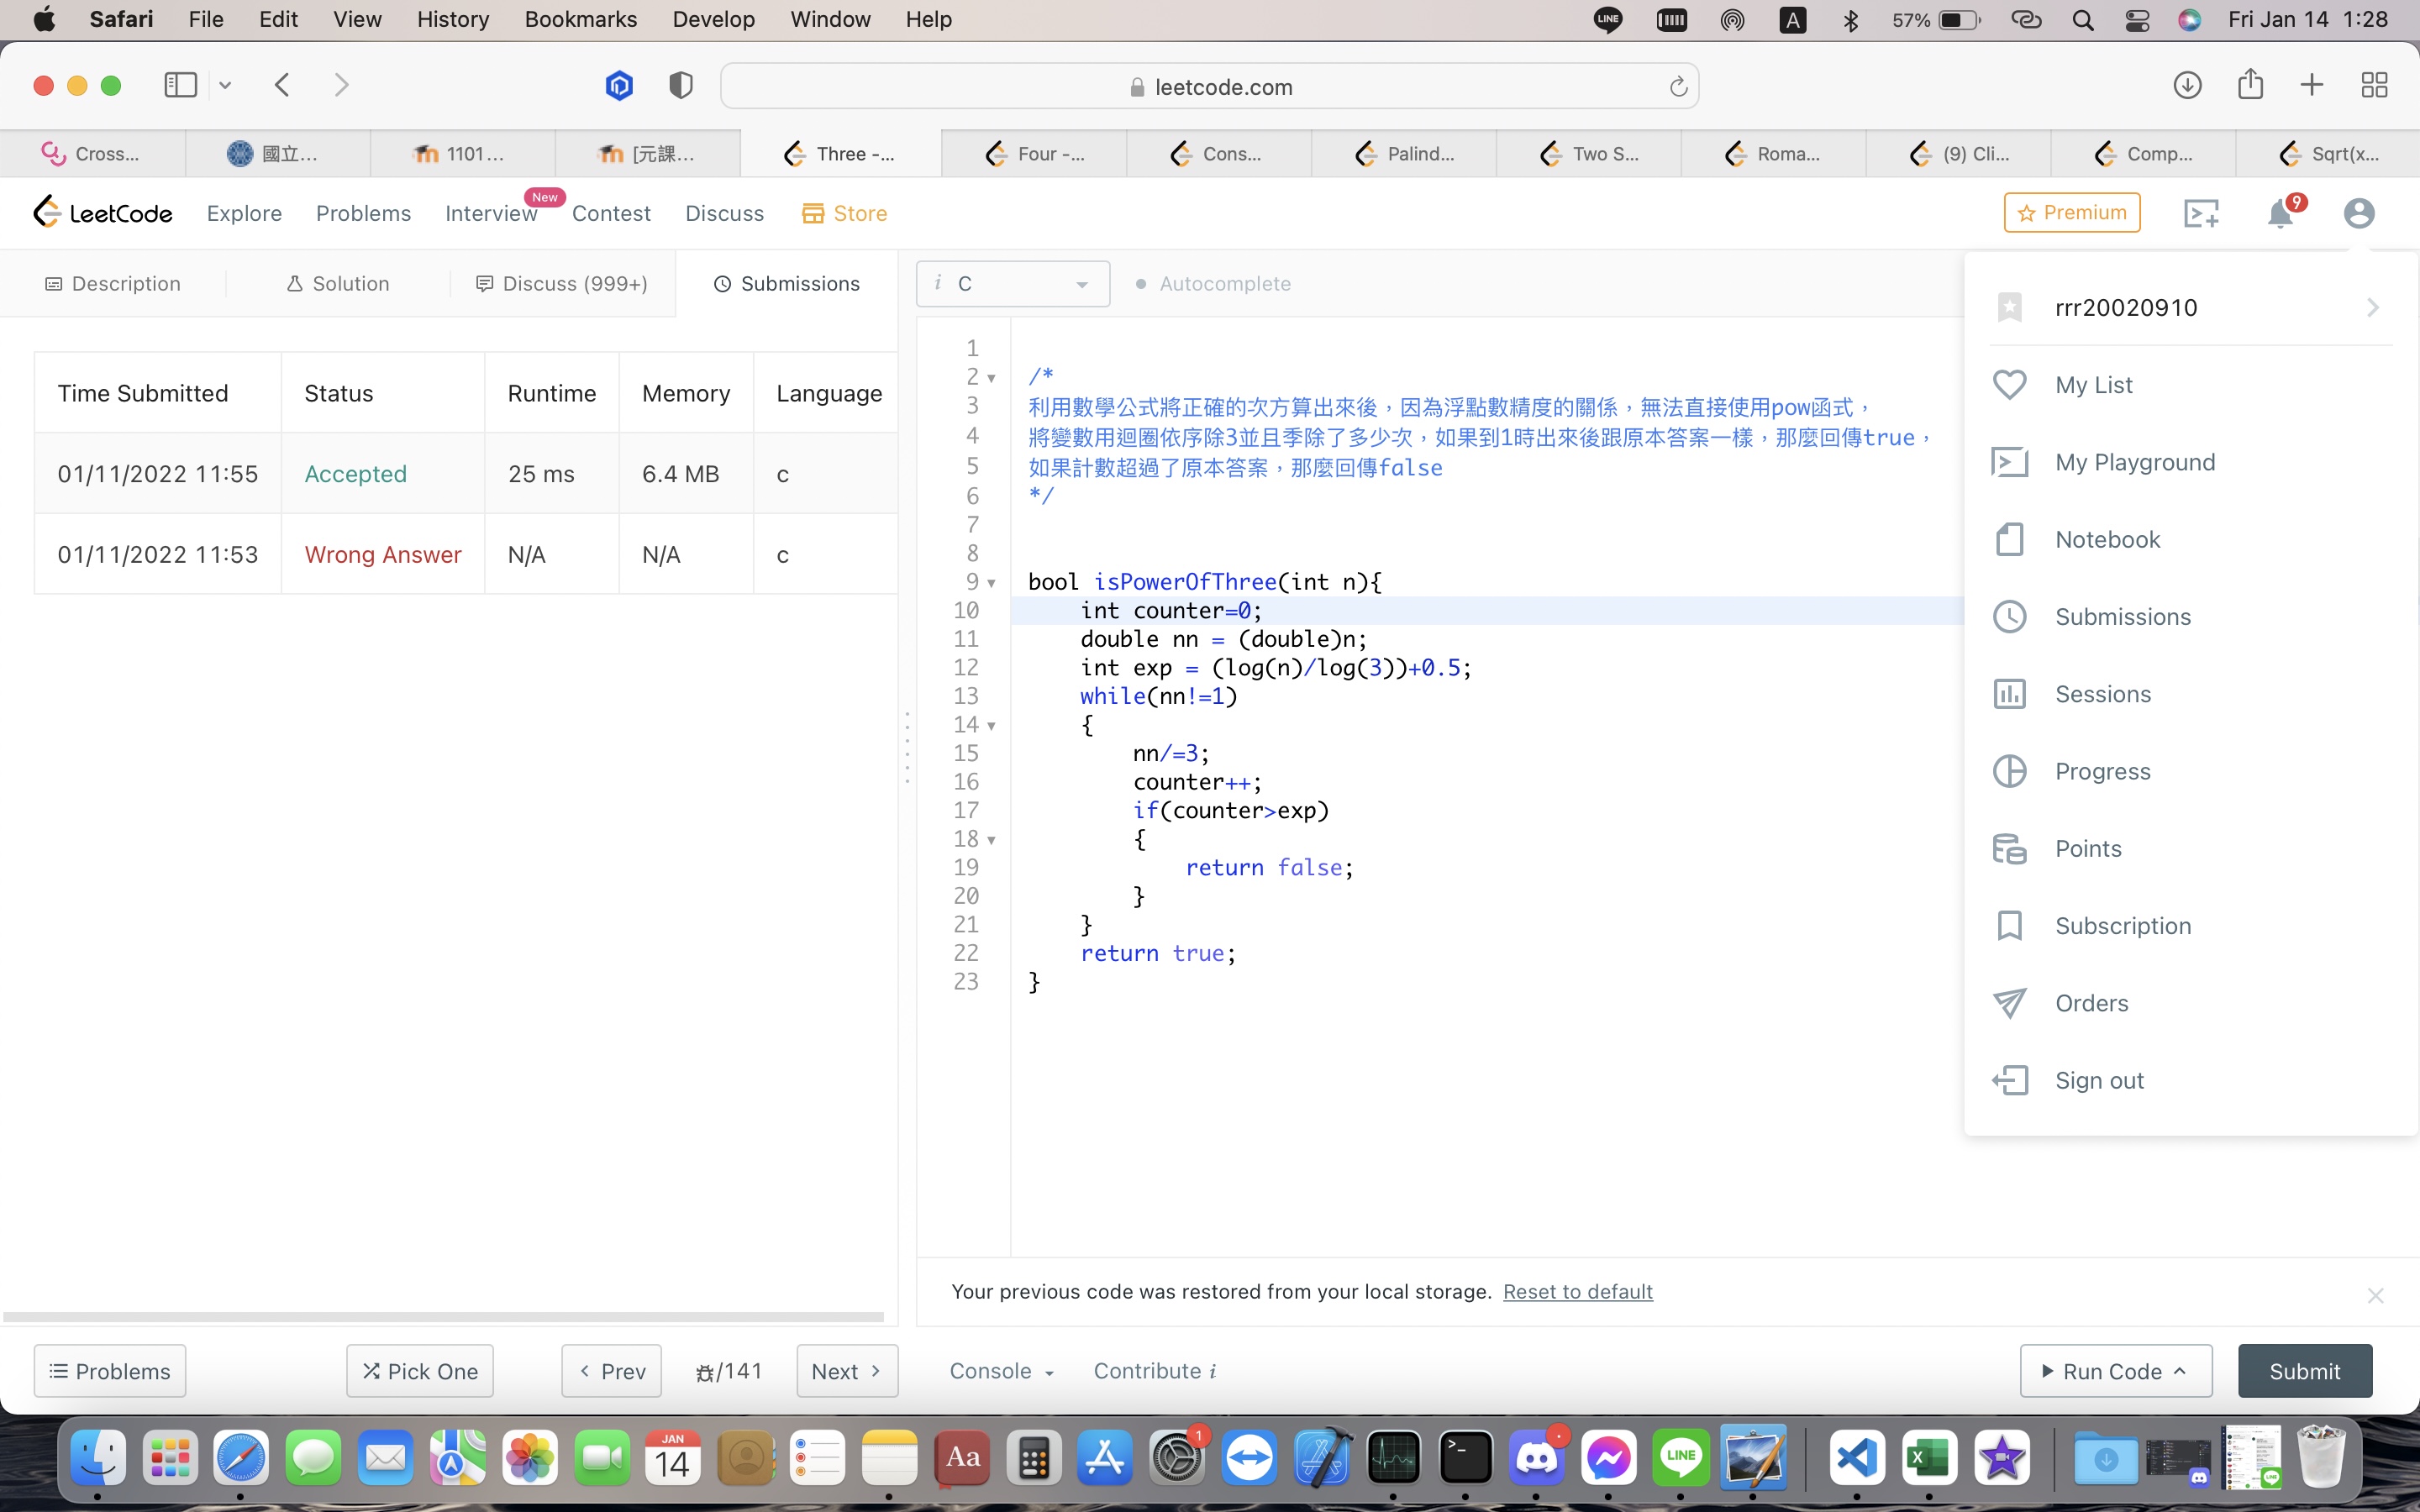 Safari File Edit View History Bookmarks Develop Window Help LINE A 57% Fri Jan 14 1:28
leetcode.com
Cross... 國立... 1101... [元課... Three -... Four -... Cons... Palind... Two S... Roma... (9) Cli... Comp... Sqrt(x...
LeetCode Explore Problems Interview New Contest Discuss Store Premium 9
Description Solution Discuss (999+) Submissions
i C Autocomplete
Time Submitted Status Runtime Memory Language
01/11/2022 11:55 Accepted 25 ms 6.4 MB c
01/11/2022 11:53 Wrong Answer N/A N/A c
1
2 /*
3 利用數學公式將正確的次方算出來後，因為浮點數精度的關係，無法直接使用pow函式，
4 將變數用迴圈依序除3並且季除了多少次，如果到1時出來後跟原本答案一樣，那麼回傳true，
5 如果計數超過了原本答案，那麼回傳false
6 */
7
8
9 bool isPowerOfThree(int n){
10 int counter=0;
11 double nn = (double)n;
12 int exp = (log(n)/log(3))+0.5;
13 while(nn!=1)
14 {
15 nn/=3;
16 counter++;
17 if(counter>exp)
18 {
19 return false;
20 }
21 }
22 return true;
23 }
rrr20020910
My List
My Playground
Notebook
Submissions
Sessions
Progress
Points
Subscription
Orders
Sign out
Your previous code was restored from your local storage. Reset to default
Problems Pick One Prev /141 Next Console Contribute i Run Code Submit
JAN
14
Aa
1
LINE